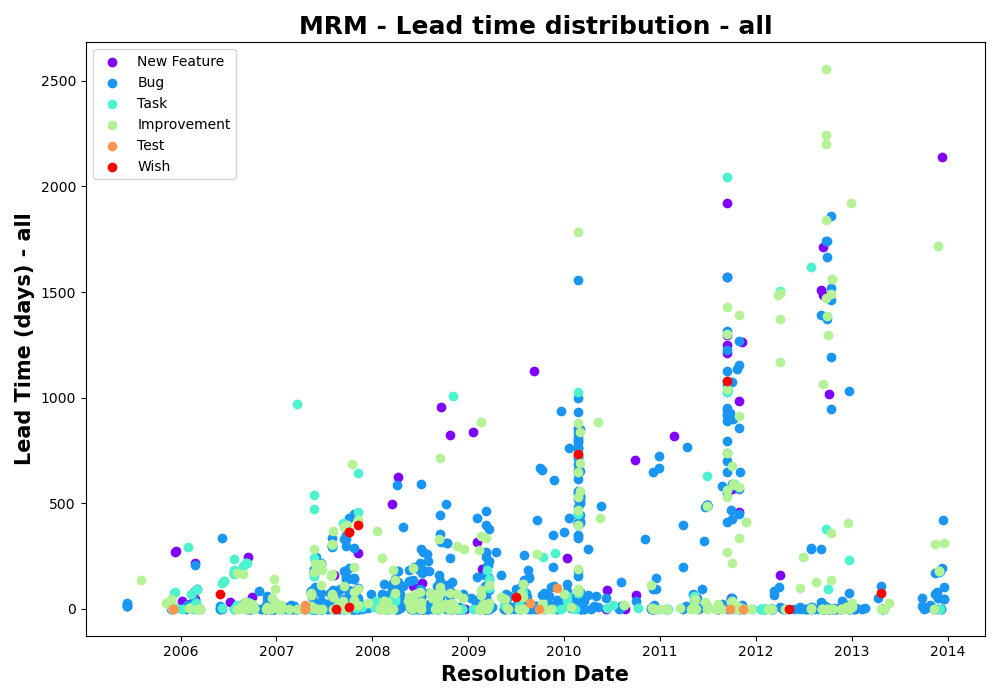 MRM - Lead time distribution - all
New Feature
Bug
Task
Improvement
Test
Wish
Lead Time (days) - all
2500
2000
1500
1000
500
0
2006 2007 2008 2009 2010 2011 2012 2013 2014
Resolution Date